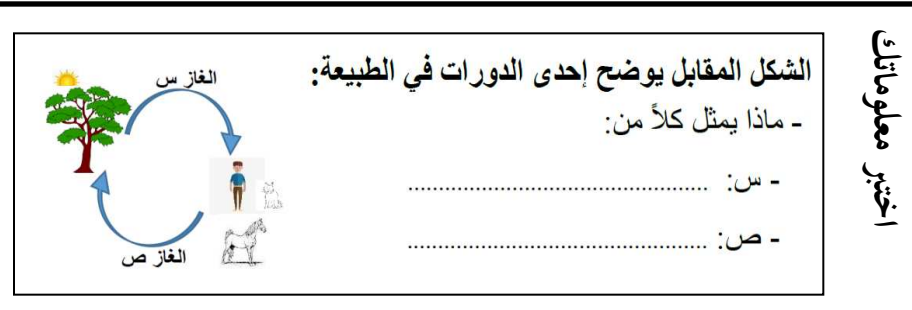 اختبر معلوماتك
الشكل المقابل يوضح إحدى الدورات في الطبيعة:
- ماذا يمثل كلاً من:
- س: ................................................
- ص: ................................................
الغاز س
الغاز ص